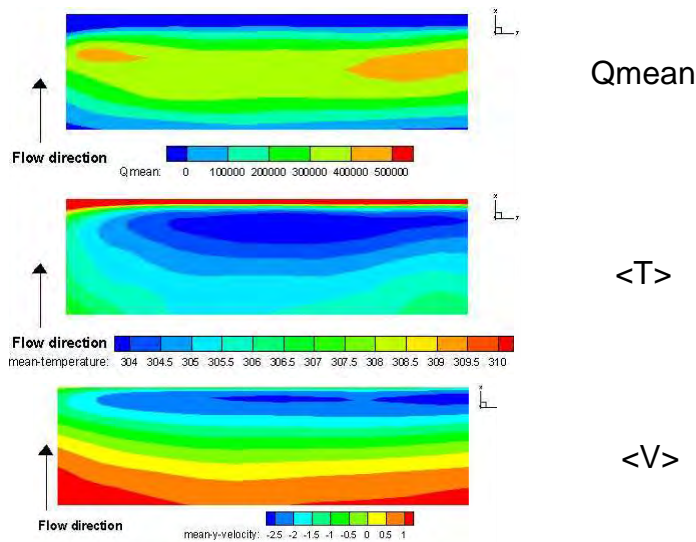 x
y
Qmean
Flow direction
Qmean: 0 100000 200000 300000 400000 500000
x
y
<T>
Flow direction
mean-temperature: 304 304.5 305 305.5 306 306.5 307 307.5 308 308.5 309 309.5 310
x
<V>
Flow direction
mean-y-velocity: -2.5 -2 -1.5 -1 -0.5 0 0.5 1